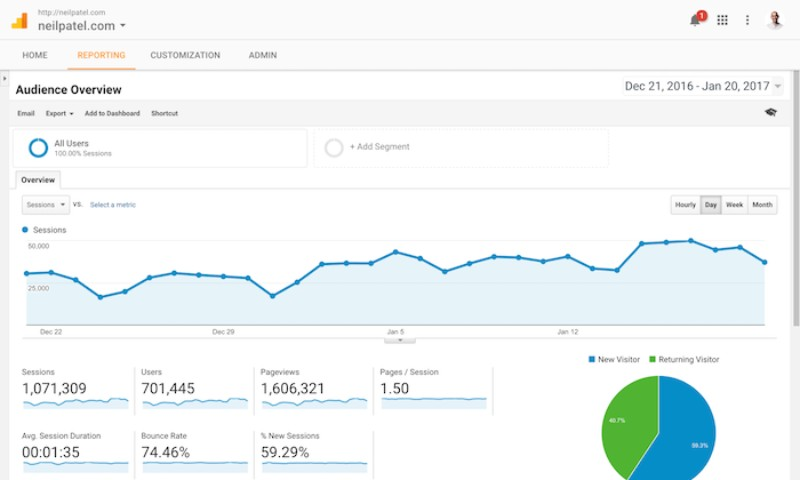 http://neilpatel.com
neilpatel.com
1
HOME REPORTING CUSTOMIZATION ADMIN
Audience Overview
Dec 21, 2016 - Jan 20, 2017
Email Export Add to Dashboard Shortcut
All Users
100.00% Sessions
+ Add Segment
Overview
Sessions VS. Select a metric
Hourly Day Week Month
Sessions
50,000
25,000
Dec 22 Dec 29 Jan 5 Jan 12
New Visitor Returning Visitor
Sessions Users Pageviews Pages / Session
1,071,309 701,445 1,606,321 1.50
40.7%
59.3%
Avg. Session Duration Bounce Rate % New Sessions
00:01:35 74.46% 59.29%